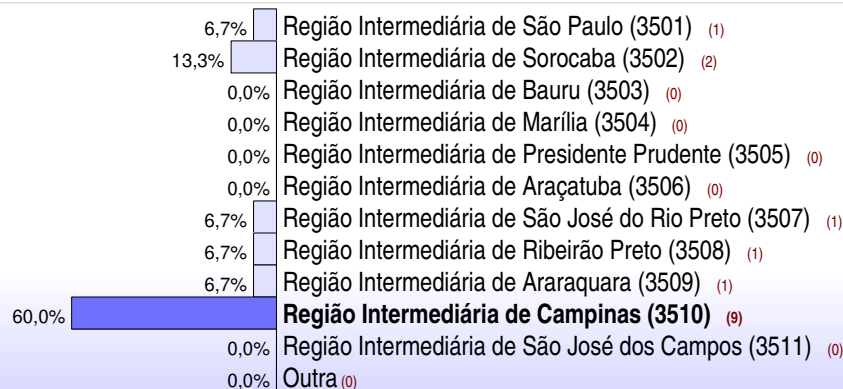 6,7% Região Intermediária de São Paulo (3501) (1)
13,3% Região Intermediária de Sorocaba (3502) (2)
0,0% Região Intermediária de Bauru (3503) (0)
0,0% Região Intermediária de Marília (3504) (0)
0,0% Região Intermediária de Presidente Prudente (3505) (0)
0,0% Região Intermediária de Araçatuba (3506) (0)
6,7% Região Intermediária de São José do Rio Preto (3507) (1)
6,7% Região Intermediária de Ribeirão Preto (3508) (1)
6,7% Região Intermediária de Araraquara (3509) (1)
60,0% Região Intermediária de Campinas (3510) (9)
0,0% Região Intermediária de São José dos Campos (3511) (0)
0,0% Outra (0)